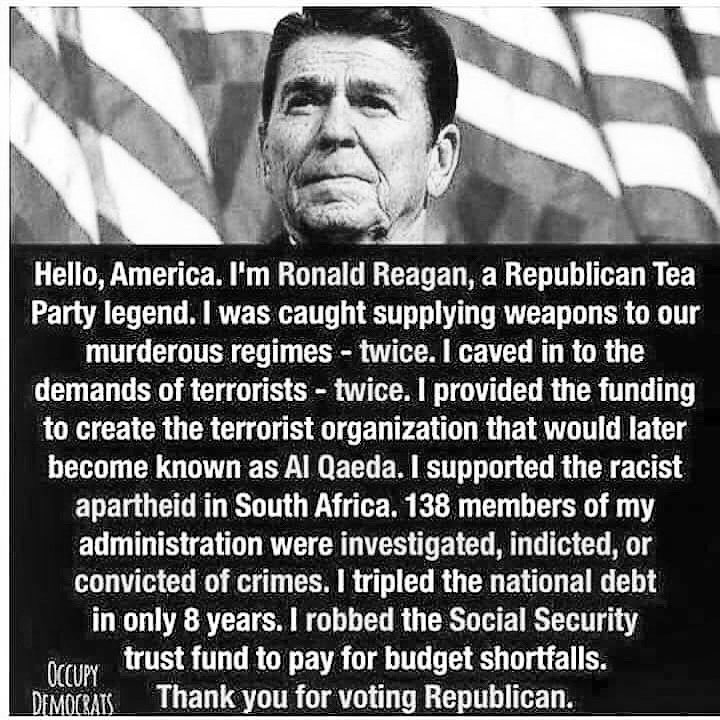 Hello, America. I'm Ronald Reagan, a Republican Tea
Party legend. I was caught supplying weapons to our
murderous regimes - twice. I caved in to the
demands of terrorists - twice. I provided the funding
to create the terrorist organization that would later
become known as Al Qaeda. I supported the racist
apartheid in South Africa. 138 members of my
administration were investigated, indicted, or
convicted of crimes. I tripled the national debt
in only 8 years. I robbed the Social Security
trust fund to pay for budget shortfalls.
Thank you for voting Republican.
OCCUPY
DEMOCRATS